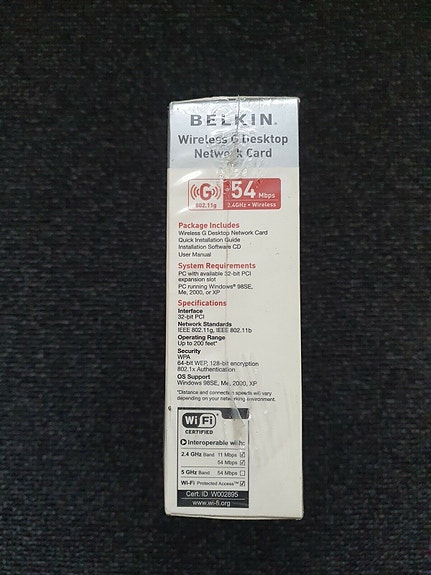 BELKIN.
Wireless G Desktop
Network Card
G
802.11g
54 Mbps
2.4GHz • Wireless
Package Includes
Wireless G Desktop Network Card
Quick Installation Guide
Installation Software CD
User Manual
System Requirements
PC with available 32-bit PCI
expansion slot
PC running Windows® 98SE,
Me, 2000, or XP
Specifications
Interface
32-bit PCI
Network Standards
IEEE 802.11g, IEEE 802.11b
Operating Range
Up to 200 feet*
Security
WPA
64-bit WEP, 128-bit encryption
802.1x Authentication
OS Support
Windows 98SE, Me, 2000, XP
*Distance and connection speeds will vary
depending on your networking environment.
Wi Fi
CERTIFIED
Interoperable with:
2.4 GHz Band 11 Mbps
54 Mbps
5 GHz Band 54 Mbps
Wi-Fi Protected Access™
Cert. ID W002895
www.wi-fi.org